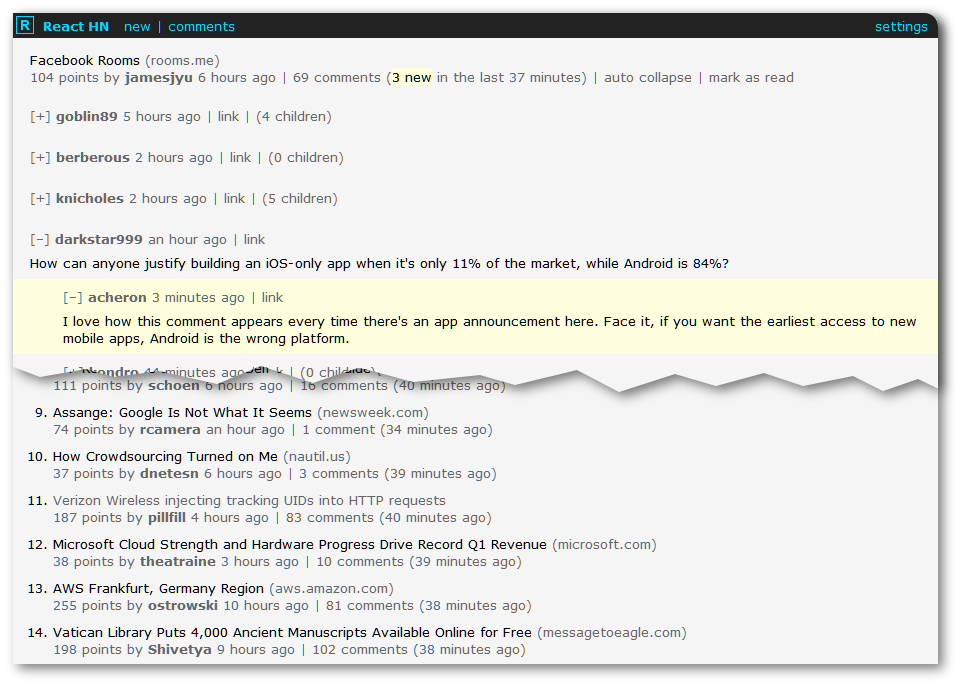 R React HN new | comments settings
Facebook Rooms (rooms.me)
104 points by jamesjyu 6 hours ago | 69 comments (3 new in the last 37 minutes) | auto collapse | mark as read
[+] goblin89 5 hours ago | link | (4 children)
[+] berberous 2 hours ago | link | (0 children)
[+] knicholes 2 hours ago | link | (5 children)
[–] darkstar999 an hour ago | link
How can anyone justify building an iOS-only app when it's only 11% of the market, while Android is 84%?
[–] acheron 3 minutes ago | link
I love how this comment appears every time there's an app announcement here. Face it, if you want the earliest access to new
mobile apps, Android is the wrong platform.
44 minutes ago | (0
111 points by schoen 6 hours ago | 16 comments (40 minutes ago)
9. Assange: Google Is Not What It Seems (newsweek.com)
74 points by rcamera an hour ago | 1 comment (34 minutes ago)
10. How Crowdsourcing Turned on Me (nautil.us)
37 points by dnetesn 6 hours ago | 3 comments (39 minutes ago)
11. Verizon Wireless injecting tracking UIDs into HTTP requests
187 points by pillfill 4 hours ago | 83 comments (40 minutes ago)
12. Microsoft Cloud Strength and Hardware Progress Drive Record Q1 Revenue (microsoft.com)
38 points by theatraine 3 hours ago | 10 comments (39 minutes ago)
13. AWS Frankfurt, Germany Region (aws.amazon.com)
255 points by ostrowski 10 hours ago | 81 comments (38 minutes ago)
14. Vatican Library Puts 4,000 Ancient Manuscripts Available Online for Free (messagetoeagle.com)
198 points by Shivetya 9 hours ago | 102 comments (38 minutes ago)